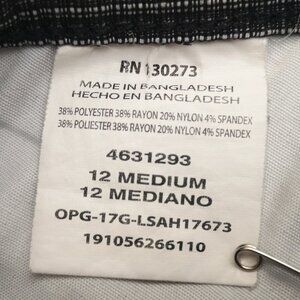 RN 130273
MADE IN BANGLADESH
HECHO EN BANGLADESH
38% POLYESTER 38% RAYON 20% NYLON 4% SPANDEX
38% POLIESTER 38% RAYON 20% NYLON 4% SPANDEX
4631293
12 MEDIUM
12 MEDIANO
OPG-17G-LSAH17673
191056266110